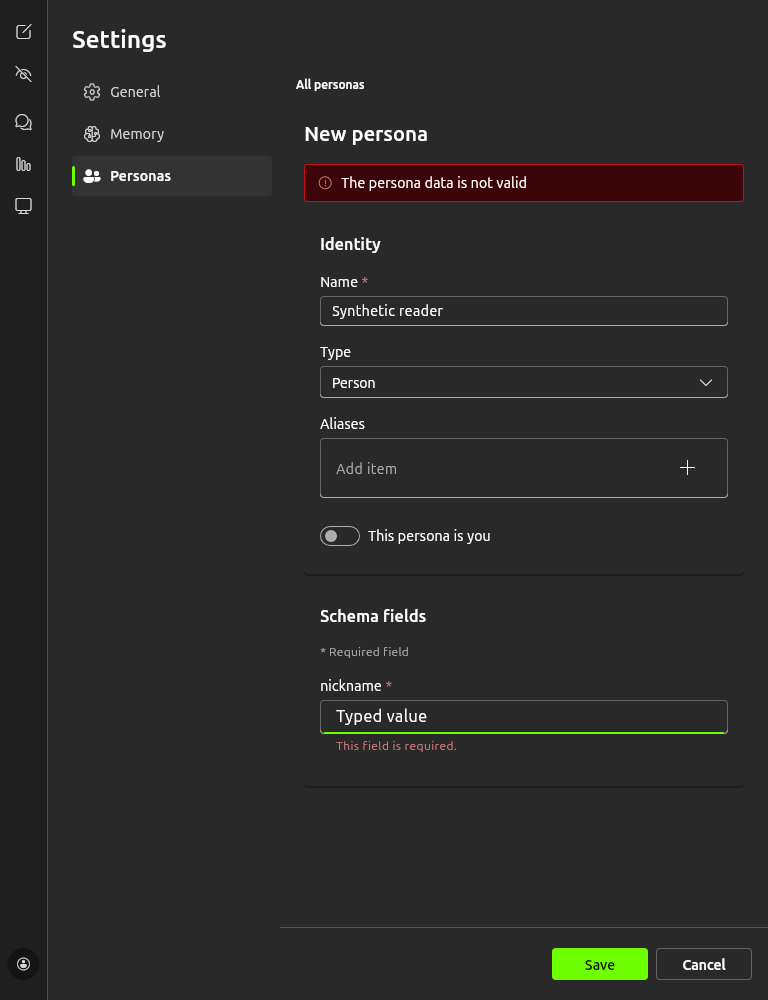 Settings
General
Memory
Personas
All personas
New persona
The persona data is not valid
Identity
Name *
Synthetic reader
Type
Person
Aliases
Add item
This persona is you
Schema fields
* Required field
nickname *
Typed value
This field is required.
Save
Cancel